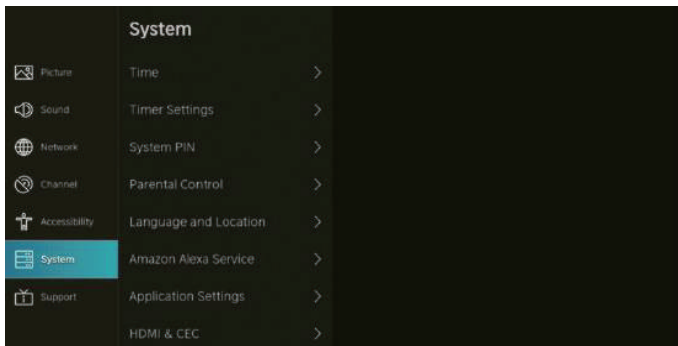 System
Picture
Time
Sound
Timer Settings
Network
System PIN
Channel
Parental Control
Accessibility
Language and Location
System
Amazon Alexa Service
Support
Application Settings
HDMI & CEC